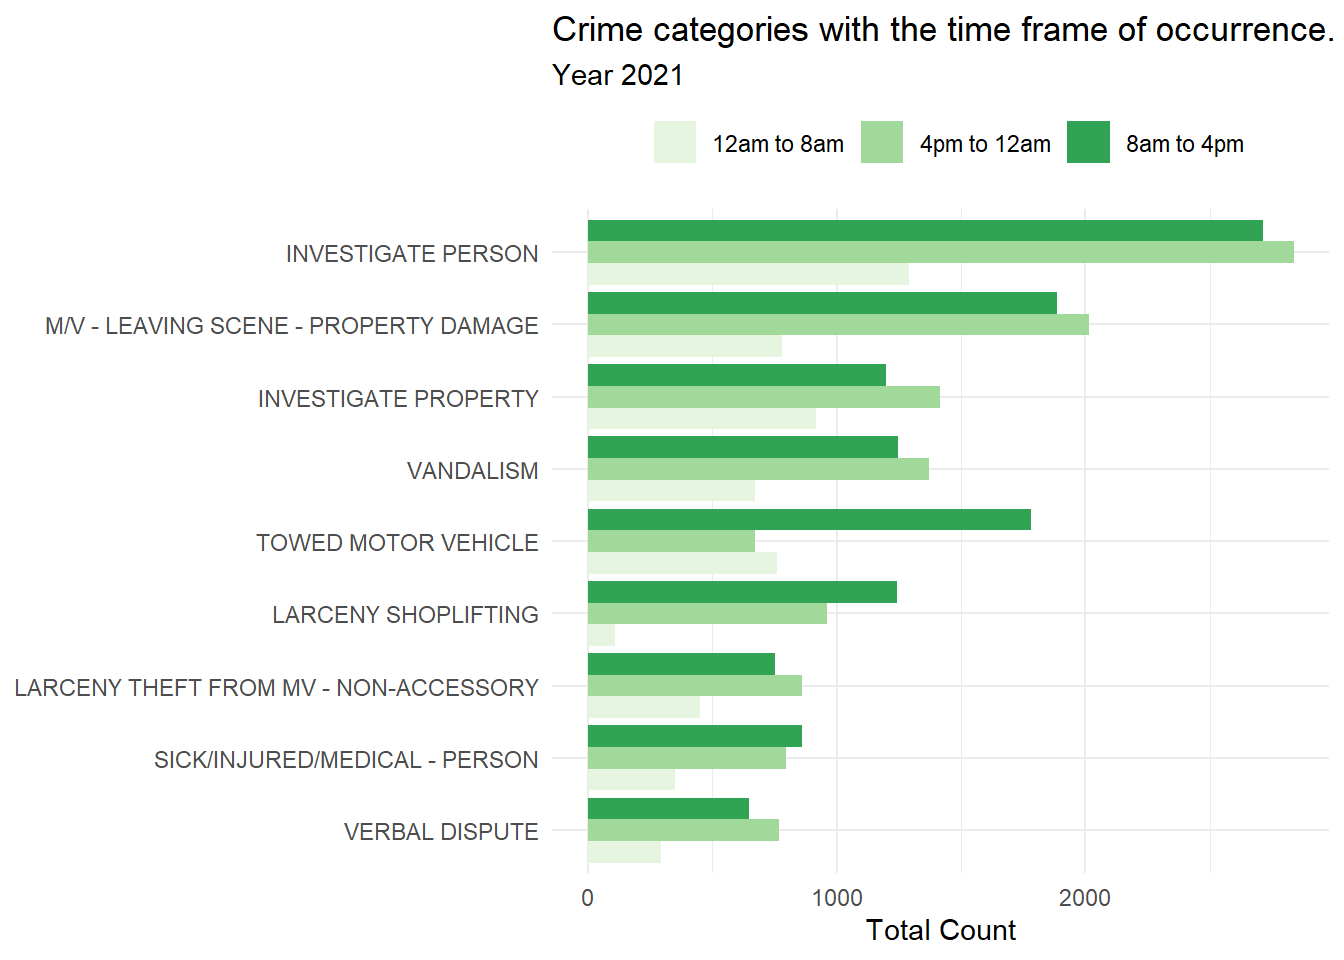 Crime categories with the time frame of occurrence.
Year 2021
12am to 8am
4pm to 12am
8am to 4pm
INVESTIGATE PERSON
M/V - LEAVING SCENE - PROPERTY DAMAGE
INVESTIGATE PROPERTY
VANDALISM
TOWED MOTOR VEHICLE
LARCENY SHOPLIFTING
LARCENY THEFT FROM MV - NON-ACCESSORY
SICK/INJURED/MEDICAL - PERSON
VERBAL DISPUTE
0 1000 2000
Total Count